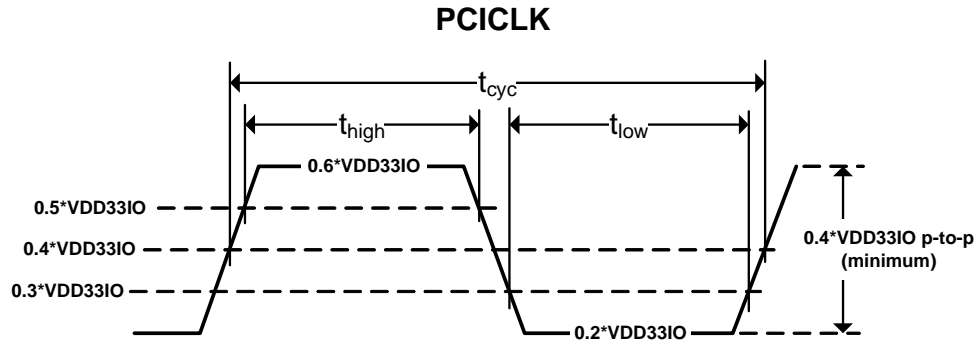 PCICLK
tcyc
thigh
tlow
0.6*VDD33IO
0.5*VDD33IO
0.4*VDD33IO
0.4*VDD33IO p-to-p
(minimum)
0.3*VDD33IO
0.2*VDD33IO